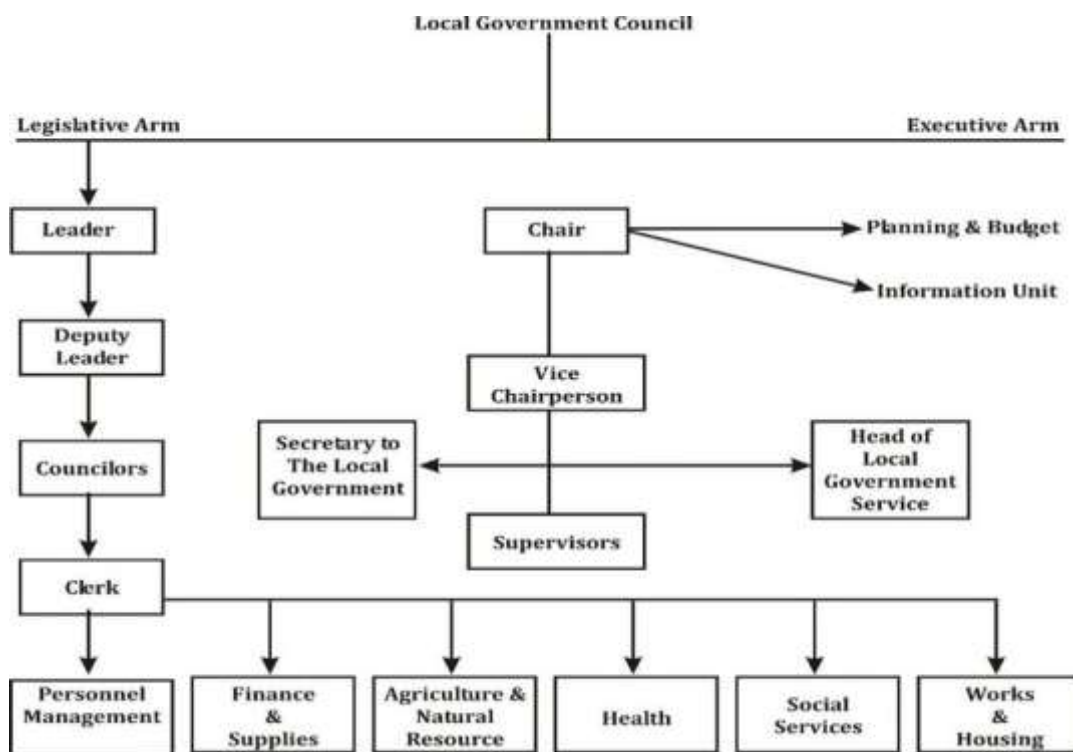 Local Government Council
Legislative Arm
Executive Arm
Leader
Chair
Planning & Budget
Information Unit
Deputy
Leader
Vice
Chairperson
Secretary to
The Local
Government
Head of
Local
Government
Service
Councilors
Supervisors
Clerk
Personnel
Management
Finance
&
Supplies
Agriculture &
Natural
Resource
Health
Social
Services
Works
&
Housing